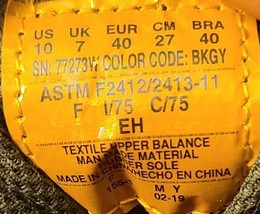 US UK EUR CM BRA
10 7 40 27 40
SN: 77273W COLOR CODE: BKGY
ASTM F2412/2413-11
F I/75 C/75
EH
TEXTILE UPPER BALANCE
MAN MADE MATERIAL
RUBBER SOLE
MADE IN CHINA/HECHO EN CHINA
M Y
02-19